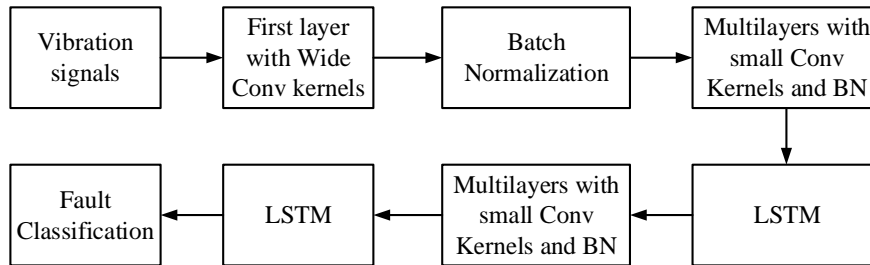 Vibration
signals
First layer
with Wide
Conv kernels
Batch
Normalization
Multilayers with
small Conv
Kernels and BN
LSTM
Multilayers with
small Conv
Kernels and BN
LSTM
Fault
Classification